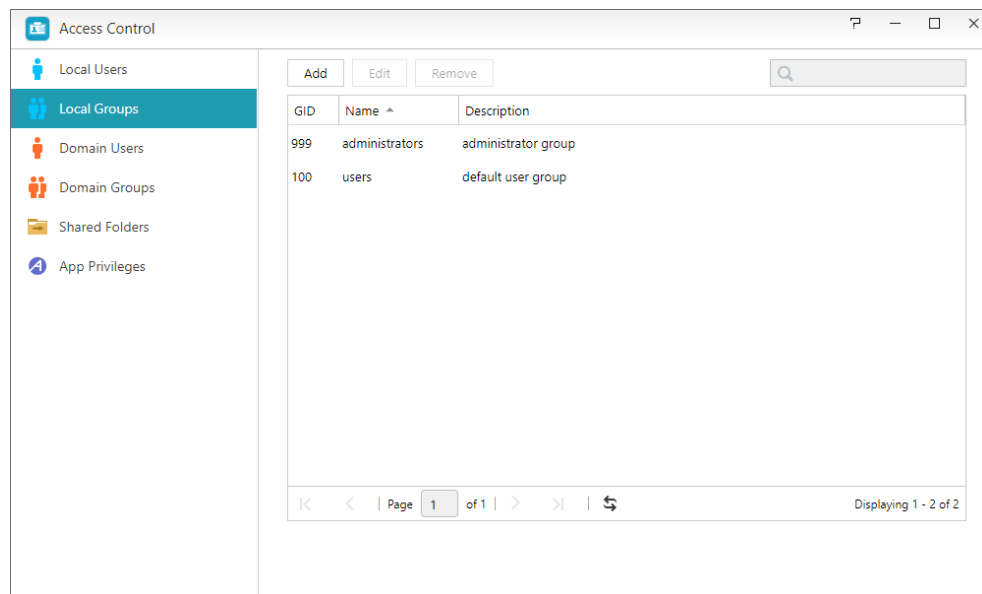 Access Control
Local Users
Local Groups
Domain Users
Domain Groups
Shared Folders
App Privileges
Add Edit Remove
GID Name Description
999 administrators administrator group
100 users default user group
Page 1 of 1 Displaying 1 - 2 of 2